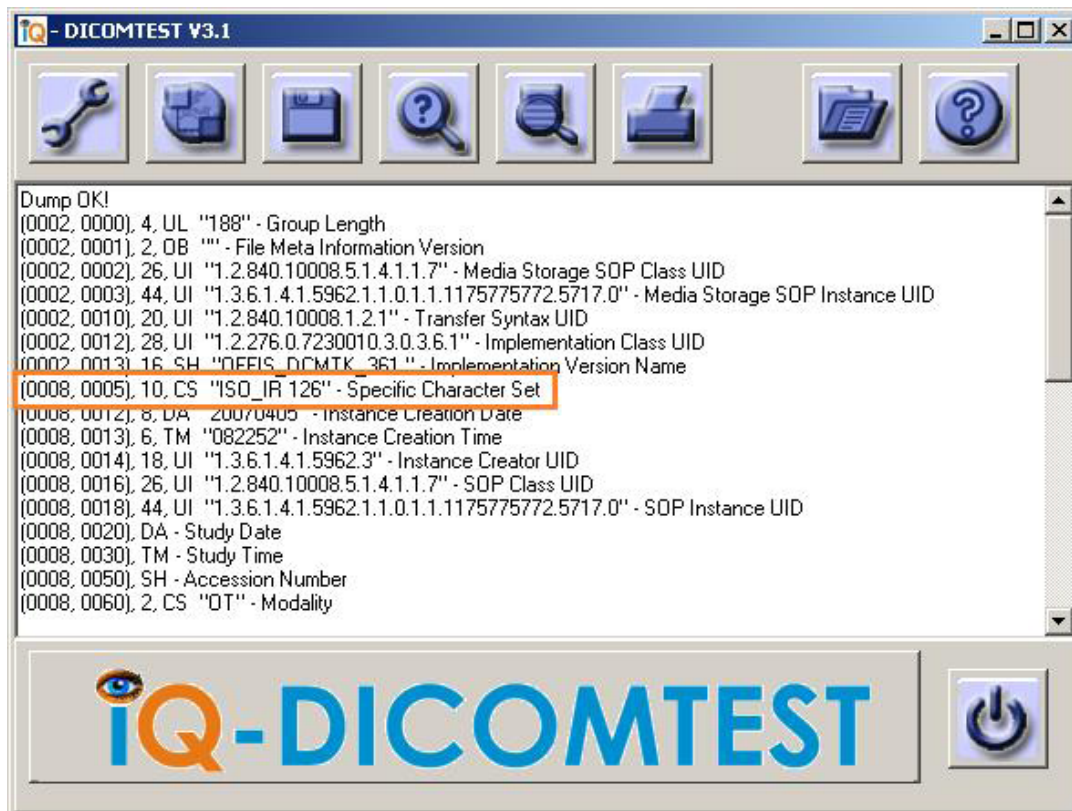 iQ - DICOMTEST V3.1
Dump OK!
(0002, 0000), 4, UL "188" - Group Length
(0002, 0001), 2, OB "" - File Meta Information Version
(0002, 0002), 26, UI "1.2.840.10008.5.1.4.1.1.7" - Media Storage SOP Class UID
(0002, 0003), 44, UI "1.3.6.1.4.1.5962.1.1.0.1.1.1175775772.5717.0" - Media Storage SOP Instance UID
(0002, 0010), 20, UI "1.2.840.10008.1.2.1" - Transfer Syntax UID
(0002, 0012), 28, UI "1.2.276.0.7230010.3.0.3.6.1" - Implementation Class UID
(0002, 0013), 16, SH "OFFIS_DCMTK_361 " - Implementation Version Name
(0008, 0005), 10, CS "ISO_IR 126" - Specific Character Set
(0008, 0012), 8, DA "20070405" - Instance Creation Date
(0008, 0013), 6, TM "082252" - Instance Creation Time
(0008, 0014), 18, UI "1.3.6.1.4.1.5962.3" - Instance Creator UID
(0008, 0016), 26, UI "1.2.840.10008.5.1.4.1.1.7" - SOP Class UID
(0008, 0018), 44, UI "1.3.6.1.4.1.5962.1.1.0.1.1.1175775772.5717.0" - SOP Instance UID
(0008, 0020), DA - Study Date
(0008, 0030), TM - Study Time
(0008, 0050), SH - Accession Number
(0008, 0060), 2, CS "OT" - Modality
iQ-DICOMTEST